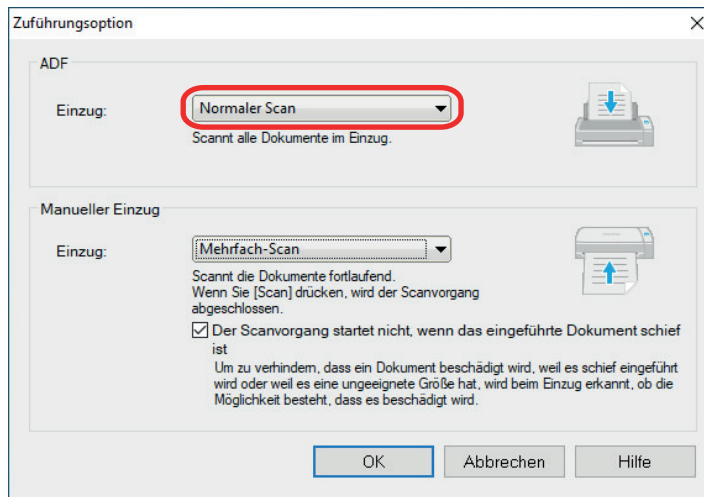 Zuführungsoption
ADF
Einzug:
Normaler Scan
Scannt alle Dokumente im Einzug.
Manueller Einzug
Einzug:
Mehrfach-Scan
Scannt die Dokumente fortlaufend.
Wenn Sie [Scan] drücken, wird der Scanvorgang
abgeschlossen.
Der Scanvorgang startet nicht, wenn das eingeführte Dokument schief
ist
Um zu verhindern, dass ein Dokument beschädigt wird, weil es schief eingeführt
wird oder weil es eine ungeeignete Größe hat, wird beim Einzug erkannt, ob die
Möglichkeit besteht, dass es beschädigt wird.
OK
Abbrechen
Hilfe